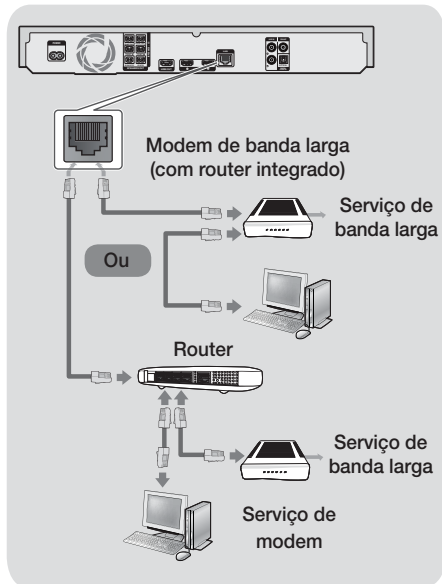 Modem de banda larga
(com router integrado)
Serviço de
banda larga
Ou
Router
Serviço de
banda larga
Serviço de
modem